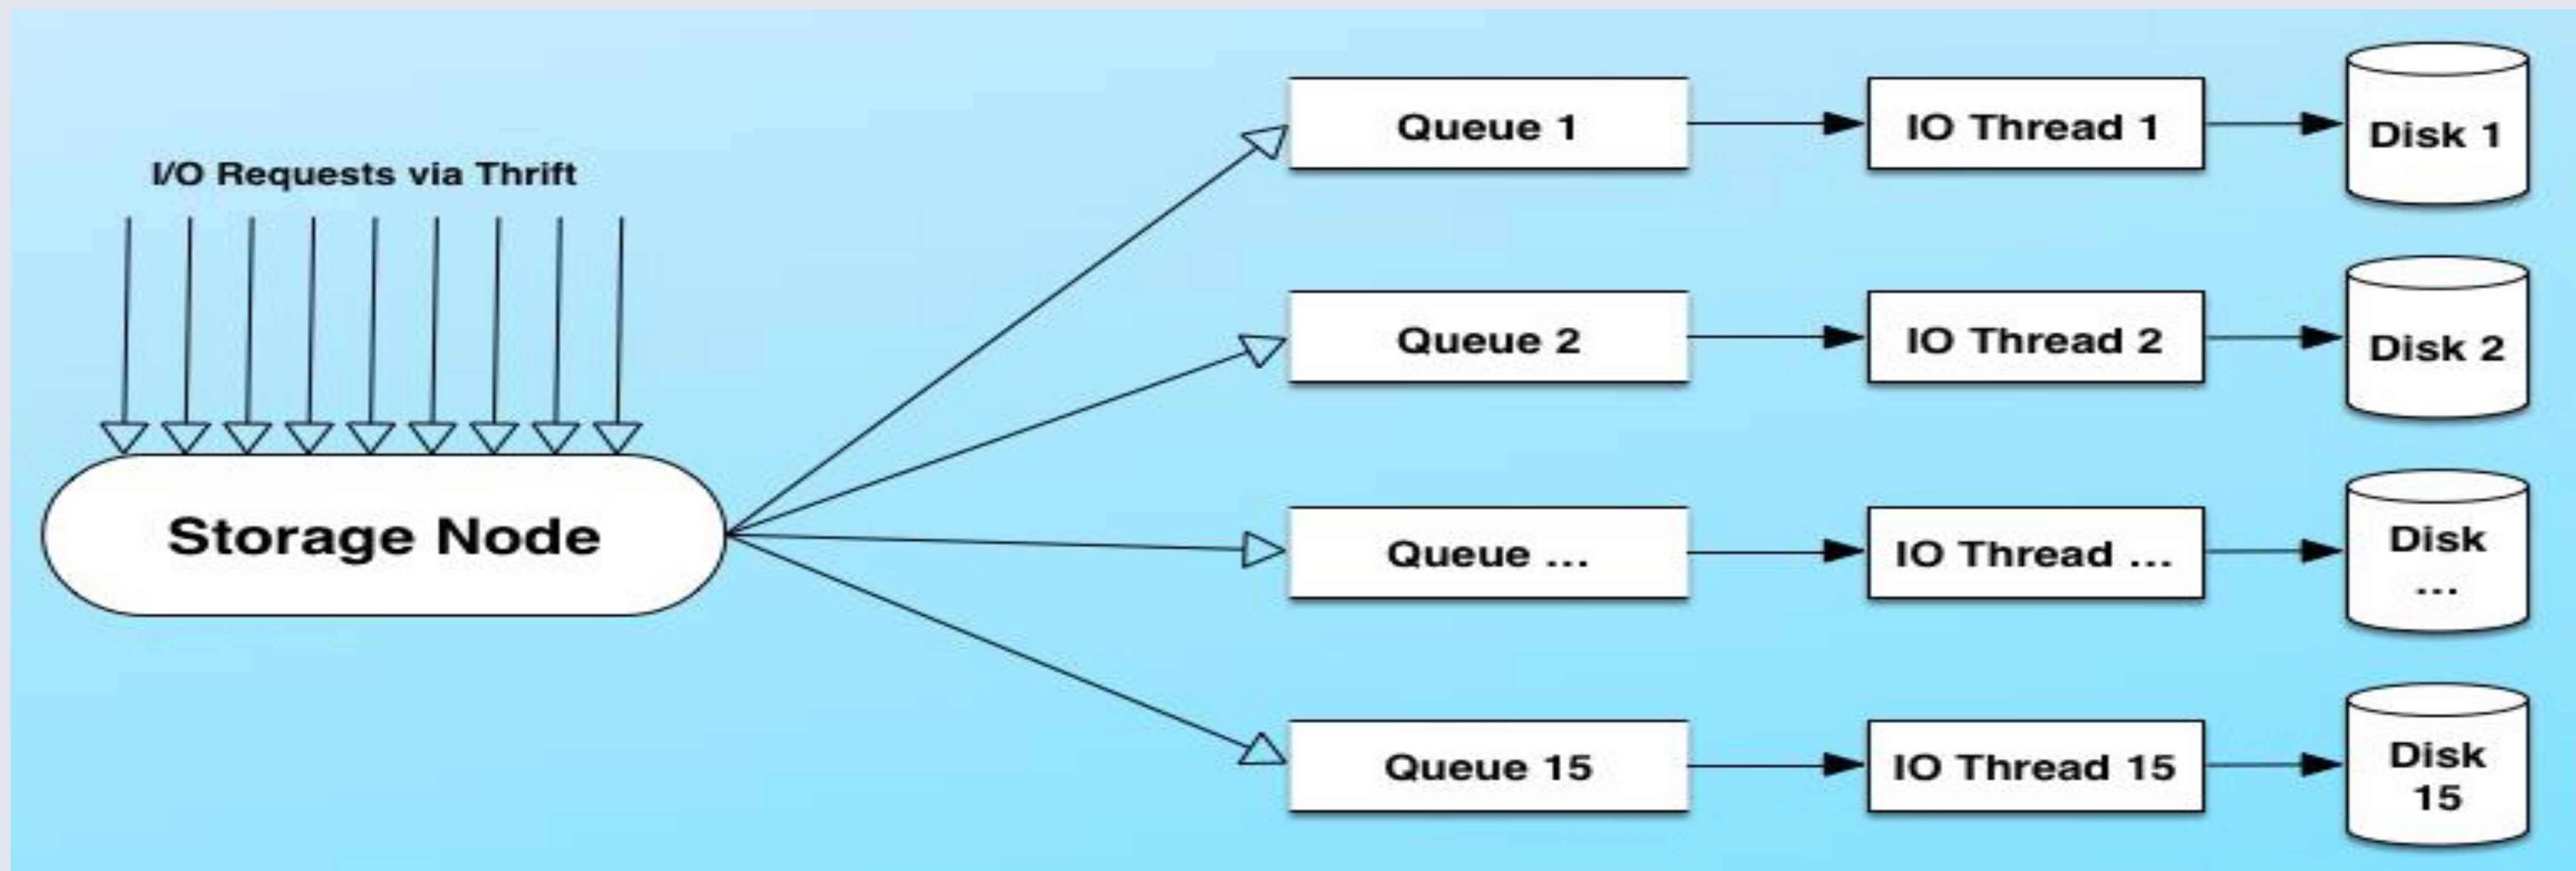 I/O Requests via Thrift
Storage Node
Queue 1
IO Thread 1
Disk 1
Queue 2
IO Thread 2
Disk 2
Queue ...
IO Thread ...
Disk
...
Queue 15
IO Thread 15
Disk
15